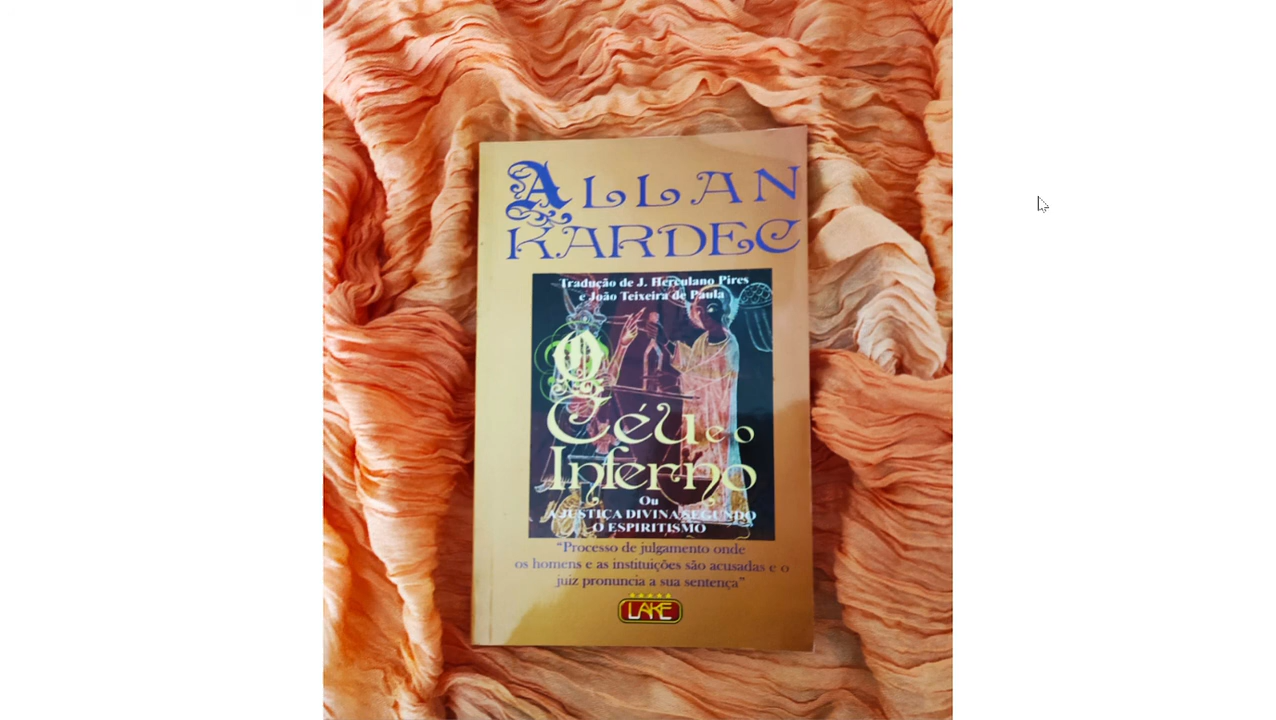 ALLAN
KARDEC
Tradução de J. Herculano Pires
e João Teixeira de Paula
O
Céu e o
Inferno
Ou
A JUSTIÇA DIVINA SEGUNDO
O ESPIRITISMO
"Processo de julgamento onde
os homens e as instituições são acusadas e o
juiz pronuncia a sua sentença"
LAKE